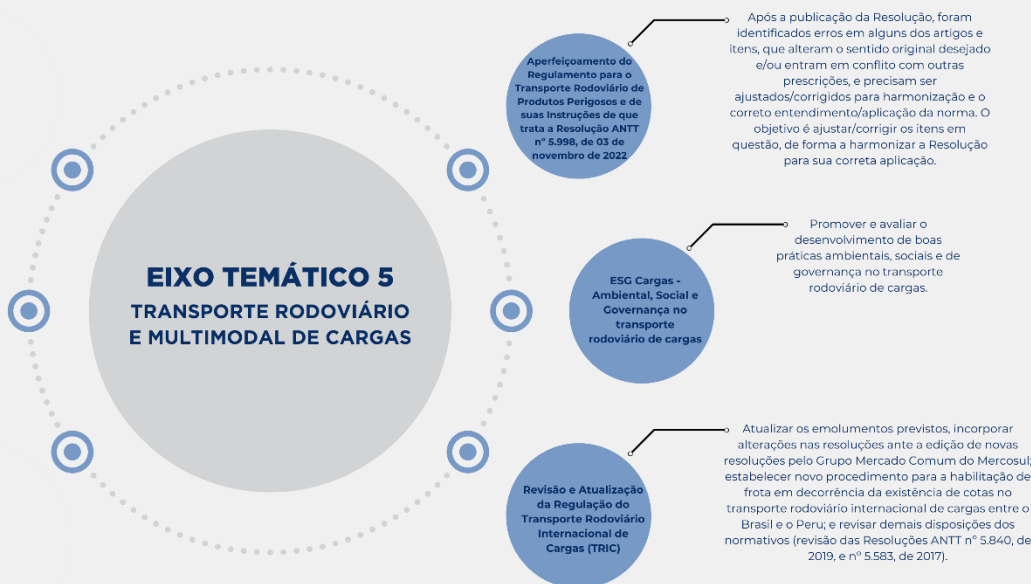 EIXO TEMÁTICO 5
TRANSPORTE RODOVIÁRIO
E MULTIMODAL DE CARGAS
Aperfeiçoamento do
Regulamento para o
Transporte Rodoviário de
Produtos Perigosos e de
suas Instruções de que
trata a Resolução ANTT
nº 5.998, de 03 de
novembro de 2022
Após a publicação da Resolução, foram
identificados erros em alguns dos artigos e
itens, que alteram o sentido original desejado
e/ou entram em conflito com outras
prescrições, e precisam ser
ajustados/corrigidos para harmonização e o
correto entendimento/aplicação da norma. O
objetivo é ajustar/corrigir os itens em
questão, de forma a harmonizar a Resolução
para sua correta aplicação.
ESG Cargas -
Ambiental, Social e
Governança no
transporte
rodoviário de cargas
Promover e avaliar o
desenvolvimento de boas
práticas ambientais, sociais e de
governança no transporte
rodoviário de cargas.
Revisão e Atualização
da Regulação do
Transporte Rodoviário
Internacional de
Cargas (TRIC)
Atualizar os emolumentos previstos, incorporar
alterações nas resoluções ante a edição de novas
resoluções pelo Grupo Mercado Comum do Mercosul;
estabelecer novo procedimento para a habilitação de
frota em decorrência da existência de cotas no
transporte rodoviário internacional de cargas entre o
Brasil e o Peru; e revisar demais disposições dos
normativos (revisão das Resoluções ANTT nº 5.840, de
2019, e nº 5.583, de 2017).